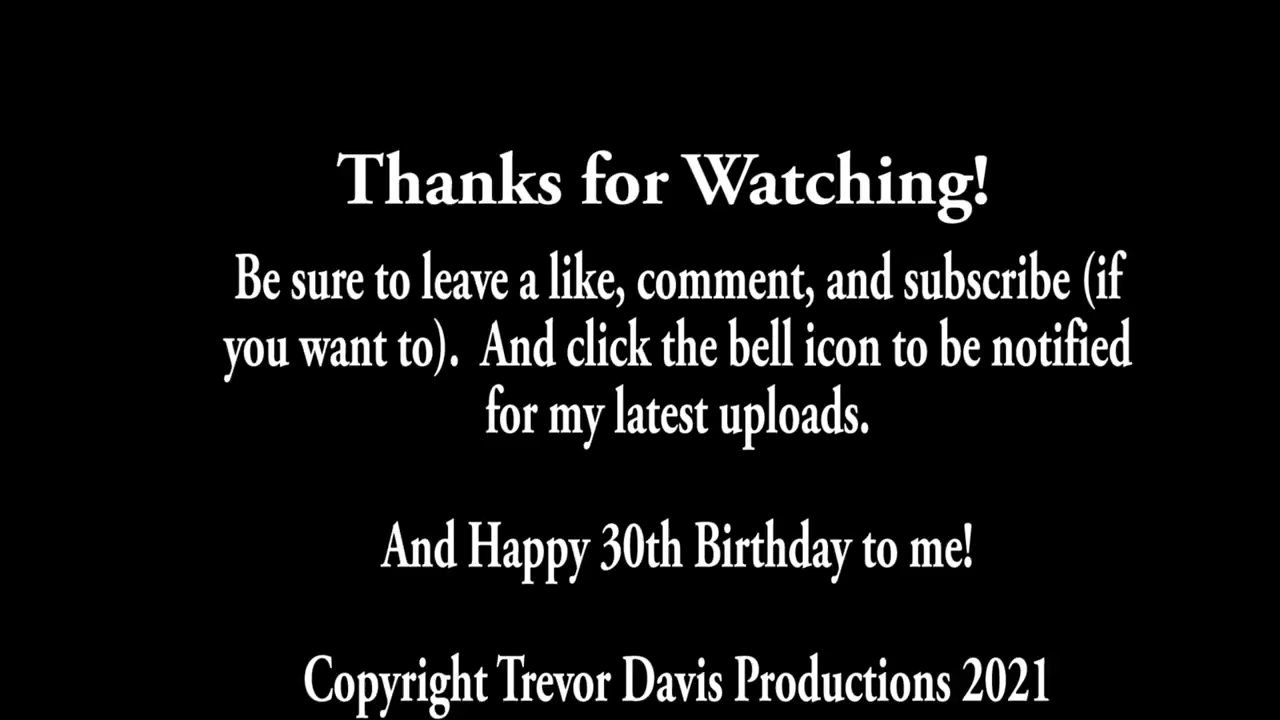 Thanks for Watching!
Be sure to leave a like, comment, and subscribe (if
you want to).  And click the bell icon to be notified
for my latest uploads.
And Happy 30th Birthday to me!
Copyright Trevor Davis Productions 2021